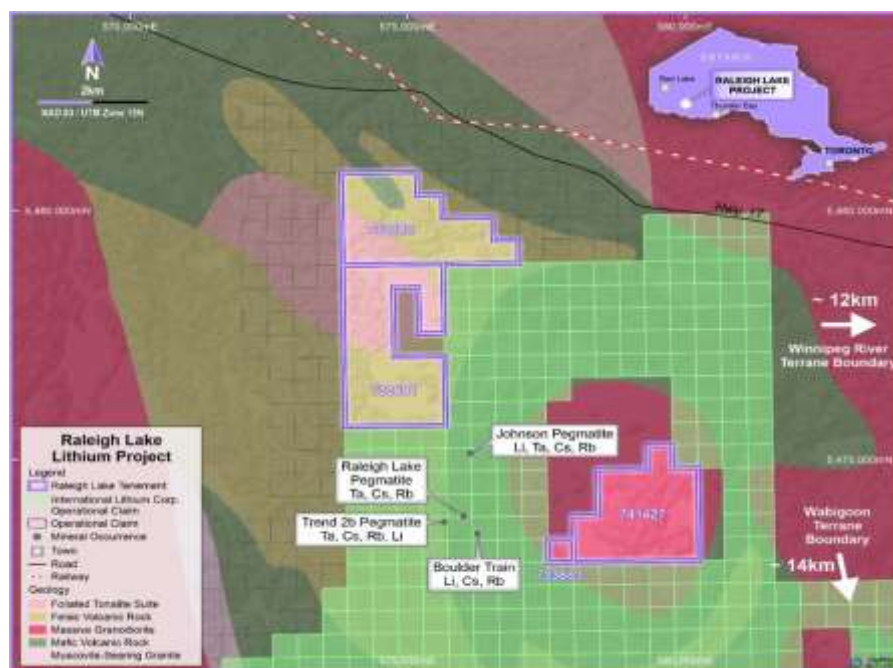 N
2km
NAD 83 / UTM Zone 15N
ONTARIO
Red Lake
RALEIGH LAKE
PROJECT
Thunder Bay
TORONTO
Hwy. 17
~ 12km
Winnipeg River
Terrane Boundary
Johnson Pegmatite
Li, Ta, Cs, Rb
Raleigh Lake
Pegmatite
Ta, Cs, Rb
Trend 2b Pegmatite
Ta, Cs, Rb, Li
Boulder Train
Li, Cs, Rb
741427
Wabigoon
Terrane
Boundary
~ 14km
Raleigh Lake
Lithium Project
Legend
Raleigh Lake Tenement
International Lithium Corp.
Operational Claim
Operational Claim
Mineral Occurrence
Town
Road
Railway
Geology
Foliated Tonalite Suite
Felsic Volcanic Rock
Massive Granodiorite
Mafic Volcanic Rock
Muscovite-Bearing Granite